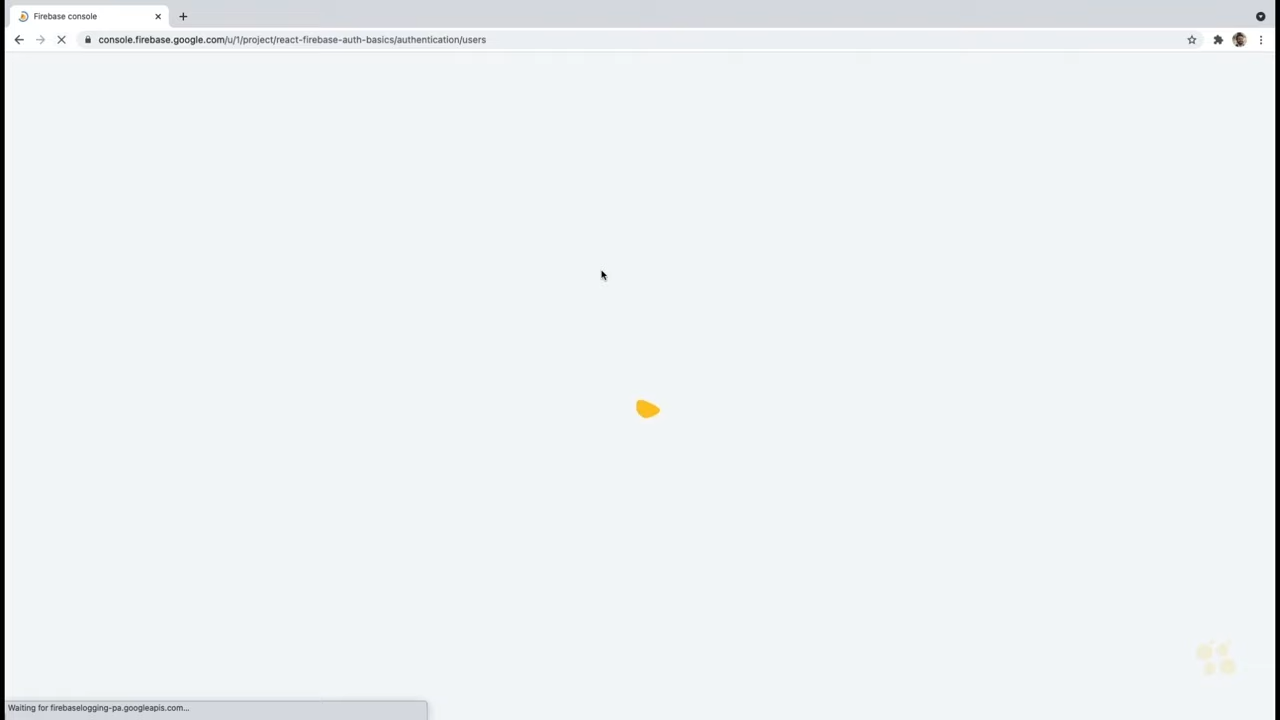 Firebase console
console.firebase.google.com/u/1/project/react-firebase-auth-basics/authentication/users
Waiting for firebaselogging-pa.googleapis.com...